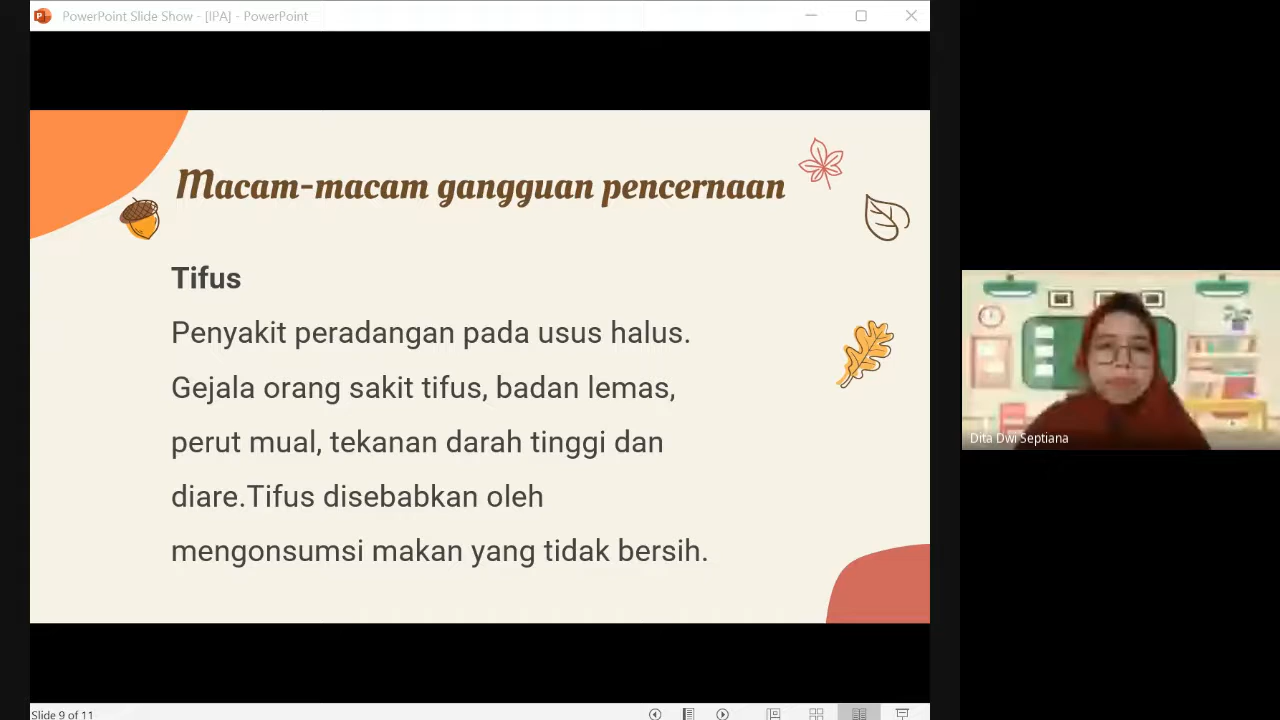 PowerPoint Slide Show - [IPA] - PowerPoint
Macam-macam gangguan pencernaan
Tifus
Penyakit peradangan pada usus halus.
Gejala orang sakit tifus, badan lemas,
perut mual, tekanan darah tinggi dan
diare.Tifus disebabkan oleh
mengonsumsi makan yang tidak bersih.
Dita Dwi Septiana
Slide 9 of 11